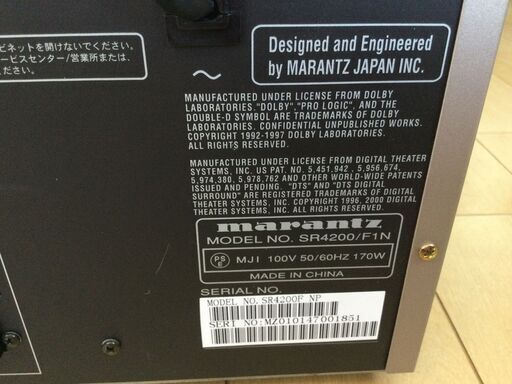 ビネットを開けないでください。
ービスセンター/営業所または、
Designed and Engineered
by MARANTZ JAPAN INC.
MANUFACTURED UNDER LICENSE FROM DOLBY
LABORATORIES. "DOLBY", "PRO LOGIC", AND THE
DOUBLE-D SYMBOL ARE TRADEMARKS OF DOLBY
LABORATORIES. CONFIDENTIAL UNPUBLISHED WORKS.
COPYRIGHT 1992-1997 DOLBY LABORATORIES.
ALL RIGHTS RESERVED.
MANUFACTURED UNDER LICENSE FROM DIGITAL THEATER
SYSTEMS, INC. US PAT. NO. 5,451,942 , 5,956,674,
5,974,380, 5,978,762 AND OTHER WORLD-WIDE PATENTS
ISSUED AND PENDING. "DTS" AND "DTS DIGITAL
SURROUND" ARE REGISTERED TRADEMARKS OF DIGITAL
THEATER SYSTEMS, INC. COPYRIGHT 1996, 2000 DIGITAL
THEATER SYSTEMS, INC. ALL RIGHTS RESERVED.
marantz
MODEL NO. SR4200/F1N
PS E MJI 100V 50/60HZ 170W
MADE IN CHINA
SERIAL NO.
MODEL NO.SR4200F NP
SERI NO:MZ010147001851